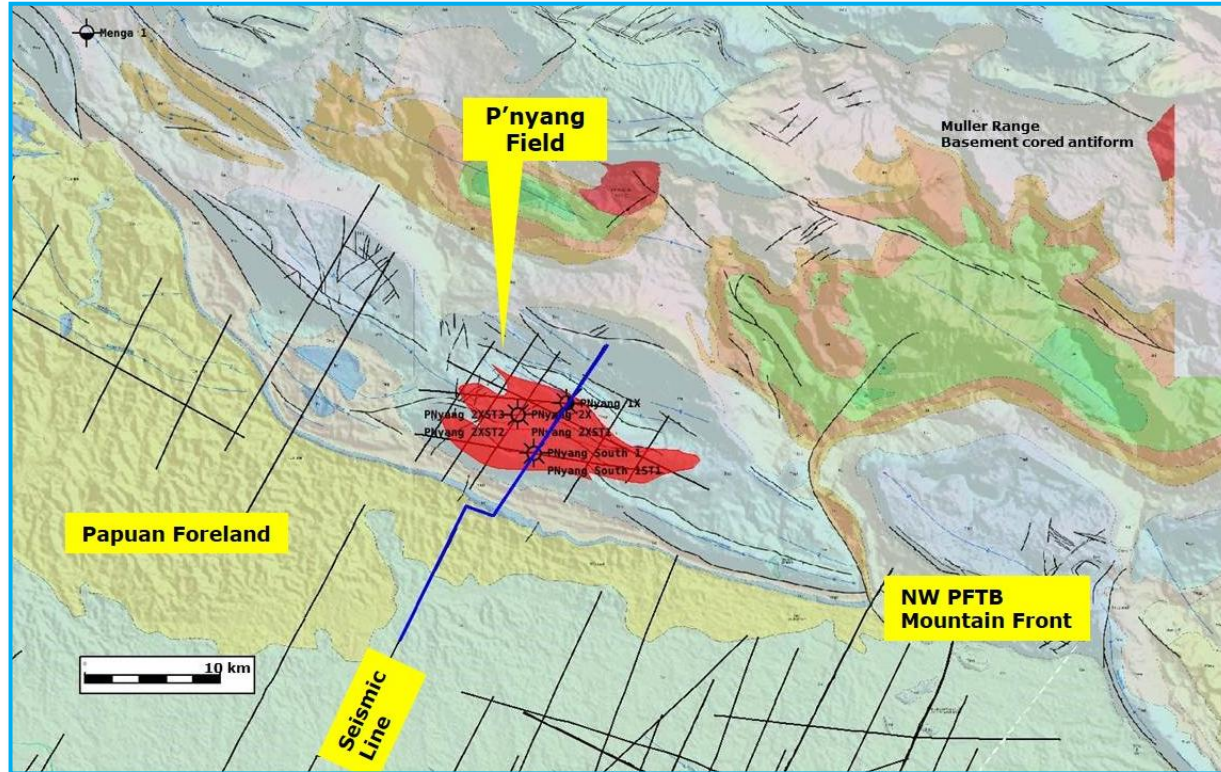 Menga 1
P'nyang
Field
Muller Range
Basement cored antiform
PNyang 1X
PNyang 2XST3
PNyang 2X
PNyang 2XST2
PNyang 2XST1
PNyang South 1
PNyang South 1ST1
Papuan Foreland
NW PFTB
Mountain Front
10 km
Seismic
Line